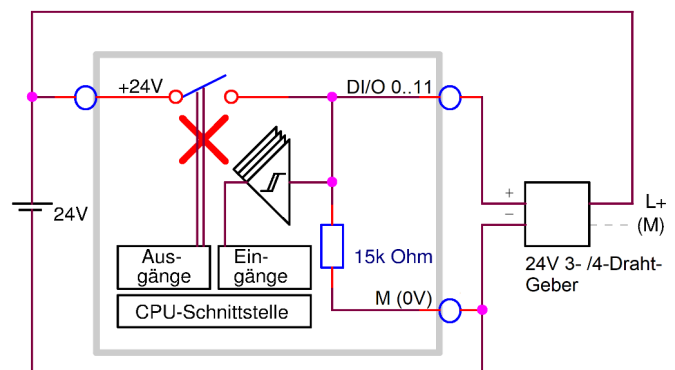 +24V
DI/O 0..11
24V
+
−
L+
(M)
15k Ohm
24V 3- /4-Draht-
Geber
Aus-
gänge
Ein-
gänge
M (0V)
CPU-Schnittstelle